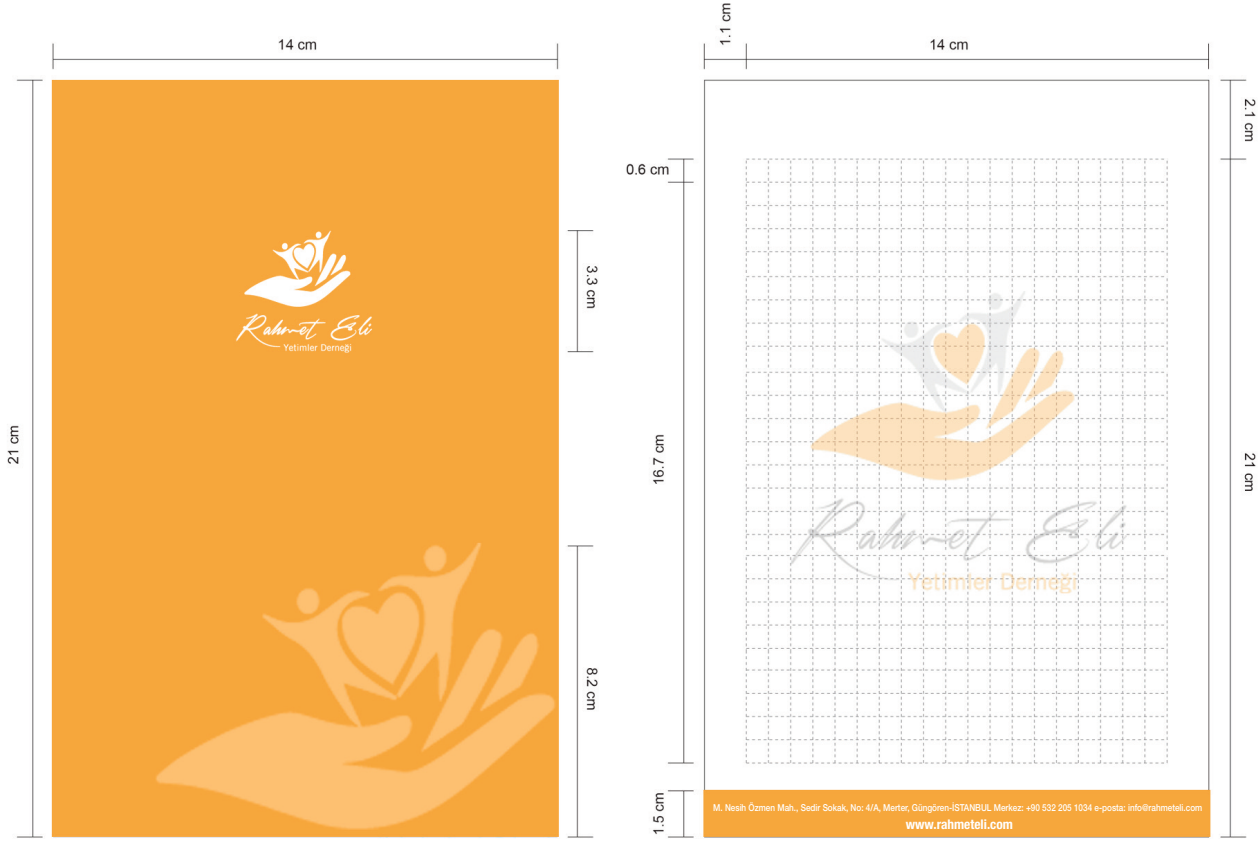 14 cm
21 cm
3.3 cm
Rahmet Eli
Yetimler Derneği
8.2 cm
1.1 cm
14 cm
2.1 cm
0.6 cm
16.7 cm
21 cm
Rahmet Eli
Yetimler Derneği
1.5 cm
M. Nesih Özmen Mah., Sedir Sokak, No: 4/A, Merter, Güngören-İSTANBUL Merkez: +90 532 205 1034 e-posta: info@rahmeteli.com
www.rahmeteli.com